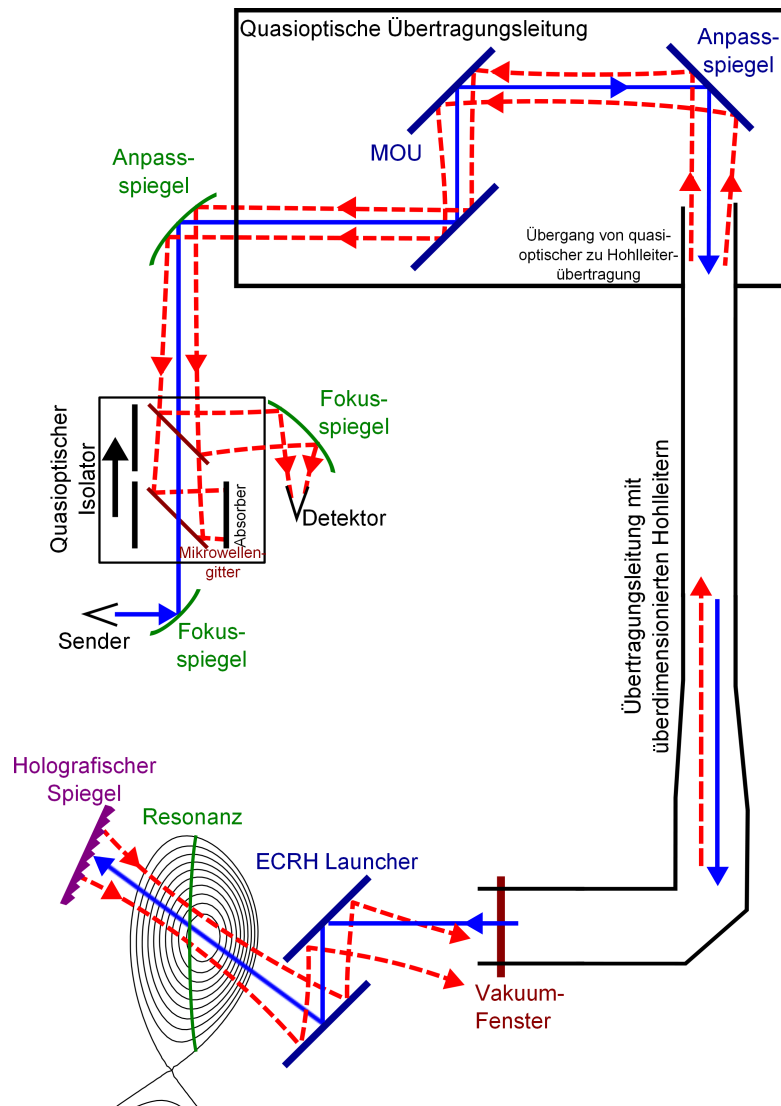 Quasioptische Übertragungsleitung
Anpass-
spiegel
MOU
Anpass-
spiegel
Übergang von quasi-
optischer zu Hohlleiter-
übertragung
Fokus-
spiegel
Quasioptischer
Isolator
Absorber
Detektor
Mikrowellen-
gitter
Sender
Fokus-
spiegel
Übertragungsleitung mit
überdimensionierten Hohlleitern
Holografischer
Spiegel
Resonanz
ECRH Launcher
Vakuum-
Fenster